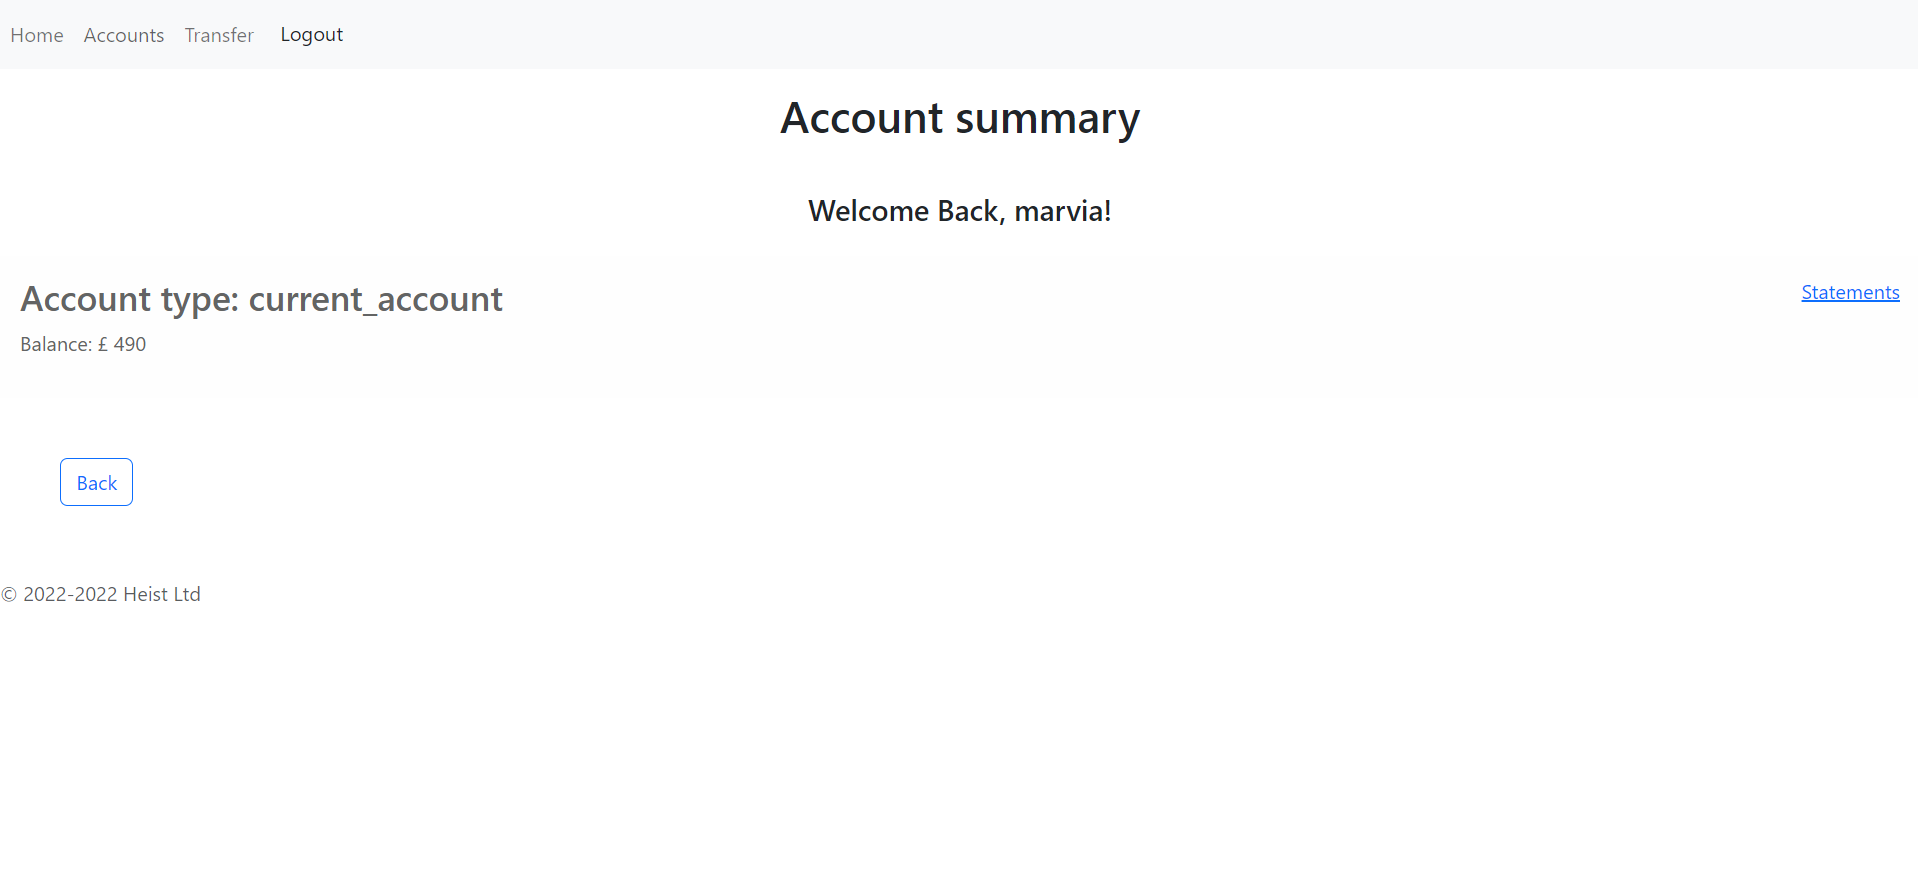 Home Accounts Transfer Logout
Account summary
Welcome Back, marvia!
Account type: current_account
Statements
Balance: £ 490
Back
© 2022-2022 Heist Ltd